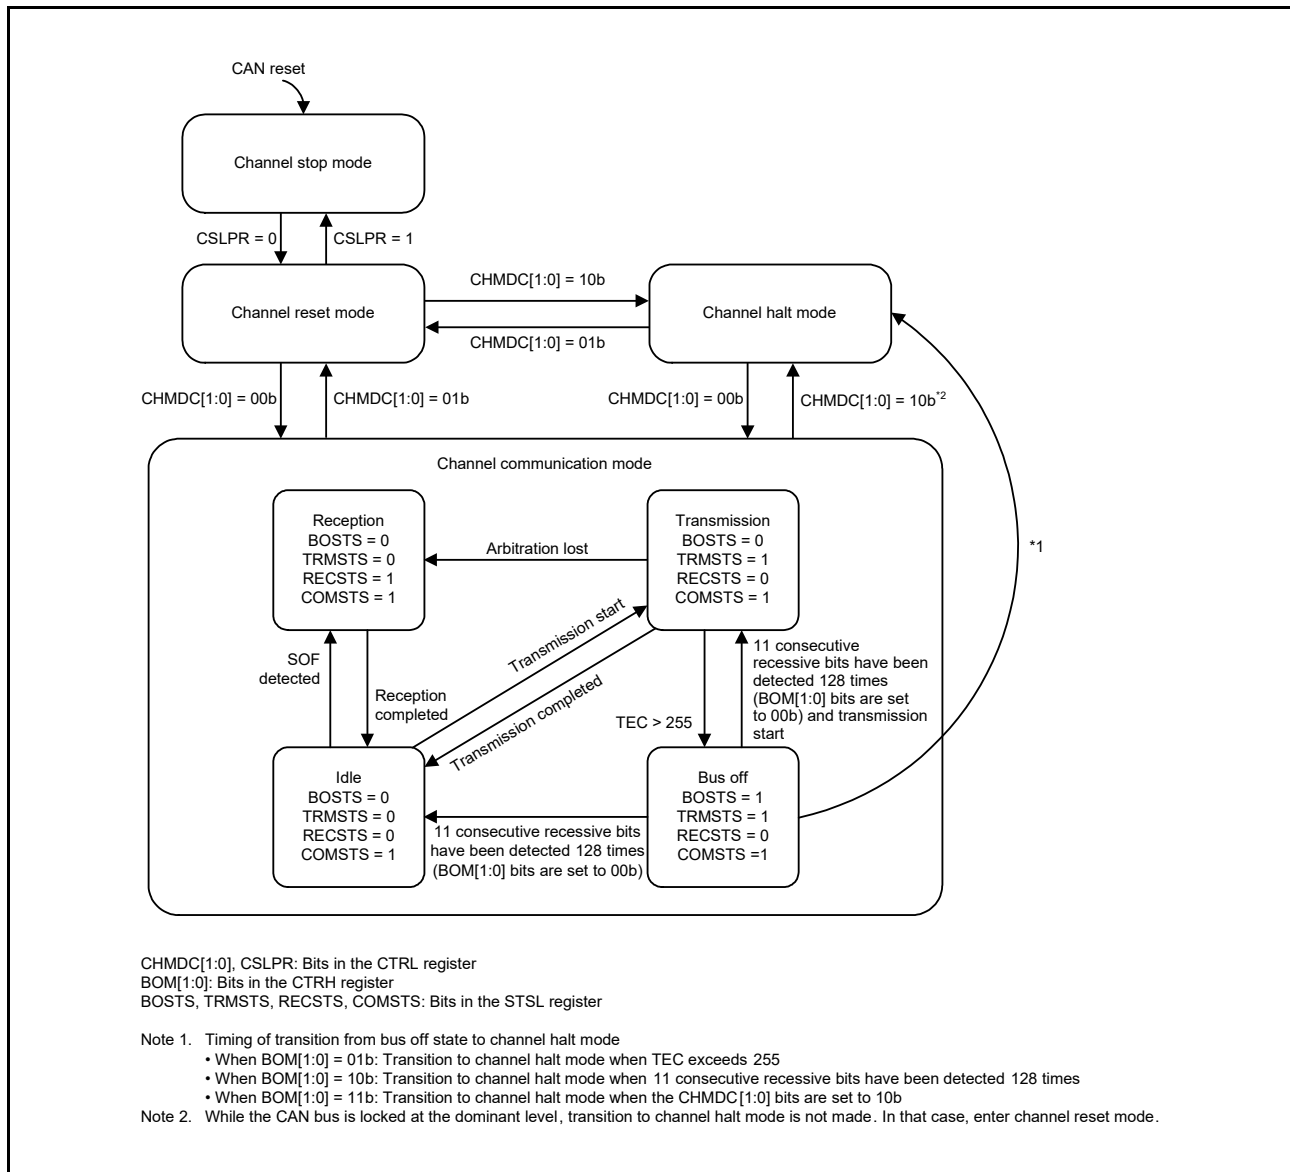 CAN reset
Channel stop mode
CSLPR = 0
CSLPR = 1
Channel reset mode
CHMDC[1:0] = 10b
CHMDC[1:0] = 01b
Channel halt mode
CHMDC[1:0] = 00b
CHMDC[1:0] = 01b
CHMDC[1:0] = 00b
CHMDC[1:0] = 10b*2
Channel communication mode
Reception
BOSTS = 0
TRMSTS = 0
RECSTS = 1
COMSTS = 1
Arbitration lost
Transmission
BOSTS = 0
TRMSTS = 1
RECSTS = 0
COMSTS = 1
*1
SOF
detected
Reception
completed
Transmission start
Transmission completed
TEC > 255
11 consecutive
recessive bits have been
detected 128 times
(BOM[1:0] bits are set
to 00b) and transmission
start
Idle
BOSTS = 0
TRMSTS = 0
RECSTS = 0
COMSTS = 1
11 consecutive recessive bits
have been detected 128 times
(BOM[1:0] bits are set to 00b)
Bus off
BOSTS = 1
TRMSTS = 1
RECSTS = 0
COMSTS =1
CHMDC[1:0], CSLPR: Bits in the CTRL register
BOM[1:0]: Bits in the CTRH register
BOSTS, TRMSTS, RECSTS, COMSTS: Bits in the STSL register
Note 1. Timing of transition from bus off state to channel halt mode
• When BOM[1:0] = 01b: Transition to channel halt mode when TEC exceeds 255
• When BOM[1:0] = 10b: Transition to channel halt mode when 11 consecutive recessive bits have been detected 128 times
• When BOM[1:0] = 11b: Transition to channel halt mode when the CHMDC[1:0] bits are set to 10b
Note 2. While the CAN bus is locked at the dominant level, transition to channel halt mode is not made. In that case, enter channel reset mode.